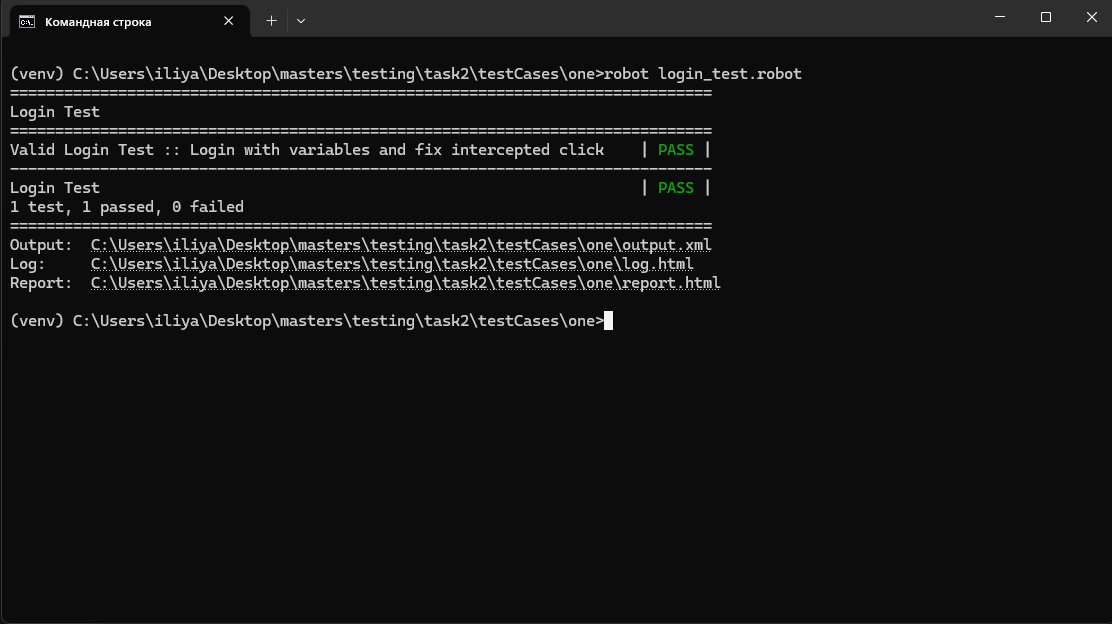 Командная строка
(venv) C:\Users\iliya\Desktop\masters\testing\task2\testCases\one>robot login_test.robot
==============================================================================
Login Test
==============================================================================
Valid Login Test :: Login with variables and fix intercepted click    | PASS |
------------------------------------------------------------------------------
Login Test                                                            | PASS |
1 test, 1 passed, 0 failed
==============================================================================
Output:  C:\Users\iliya\Desktop\masters\testing\task2\testCases\one\output.xml
Log:     C:\Users\iliya\Desktop\masters\testing\task2\testCases\one\log.html
Report:  C:\Users\iliya\Desktop\masters\testing\task2\testCases\one\report.html
(venv) C:\Users\iliya\Desktop\masters\testing\task2\testCases\one>